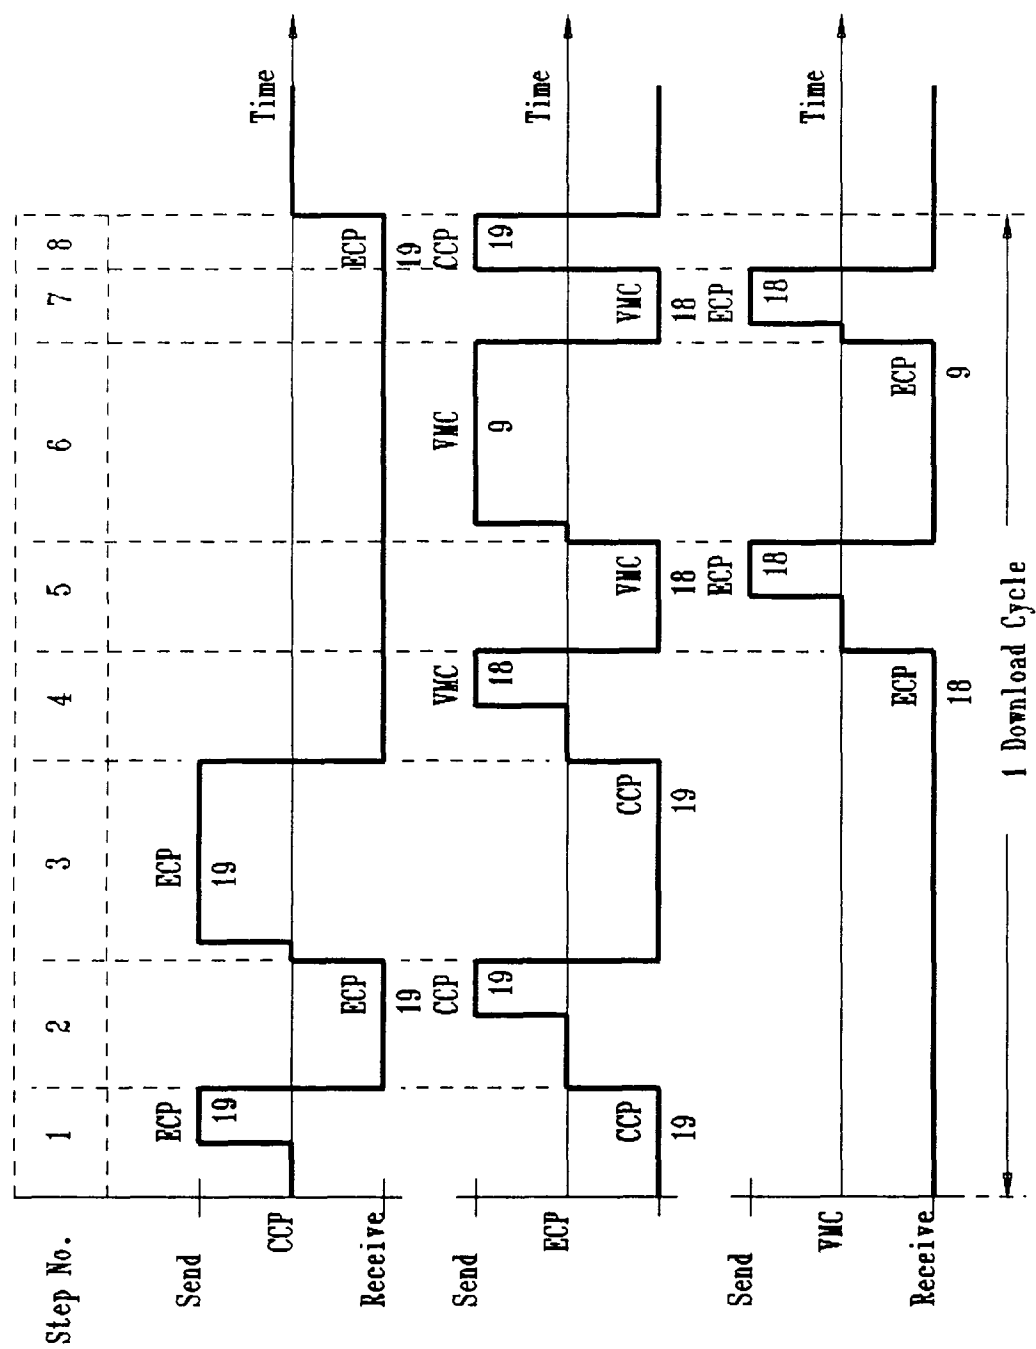 Step No. 1 2 3 4 5 6 7 8
Send
CCP
Receive
ECP
19
ECP
19
ECP
19
ECP
19
Time
Send
ECP
CCP
19
CCP
19
CCP
19
VMC
18
VMC
18
VMC
9
VMC
18
CCP
19
Time
Send
VMC
Receive
ECP
18
ECP
18
ECP
9
ECP
18
Time
1 Download Cycle